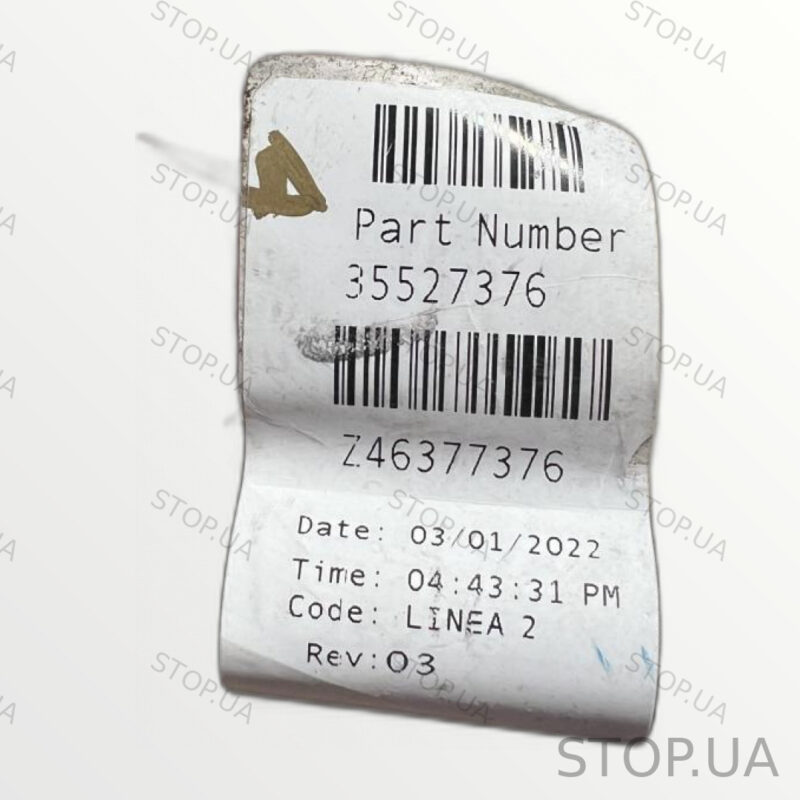 Part Number
35527376
Z46377376
Date: 03/01/2022
Time: 04:43:31 PM
Code: LINEA 2
Rev:03
STOP.UA